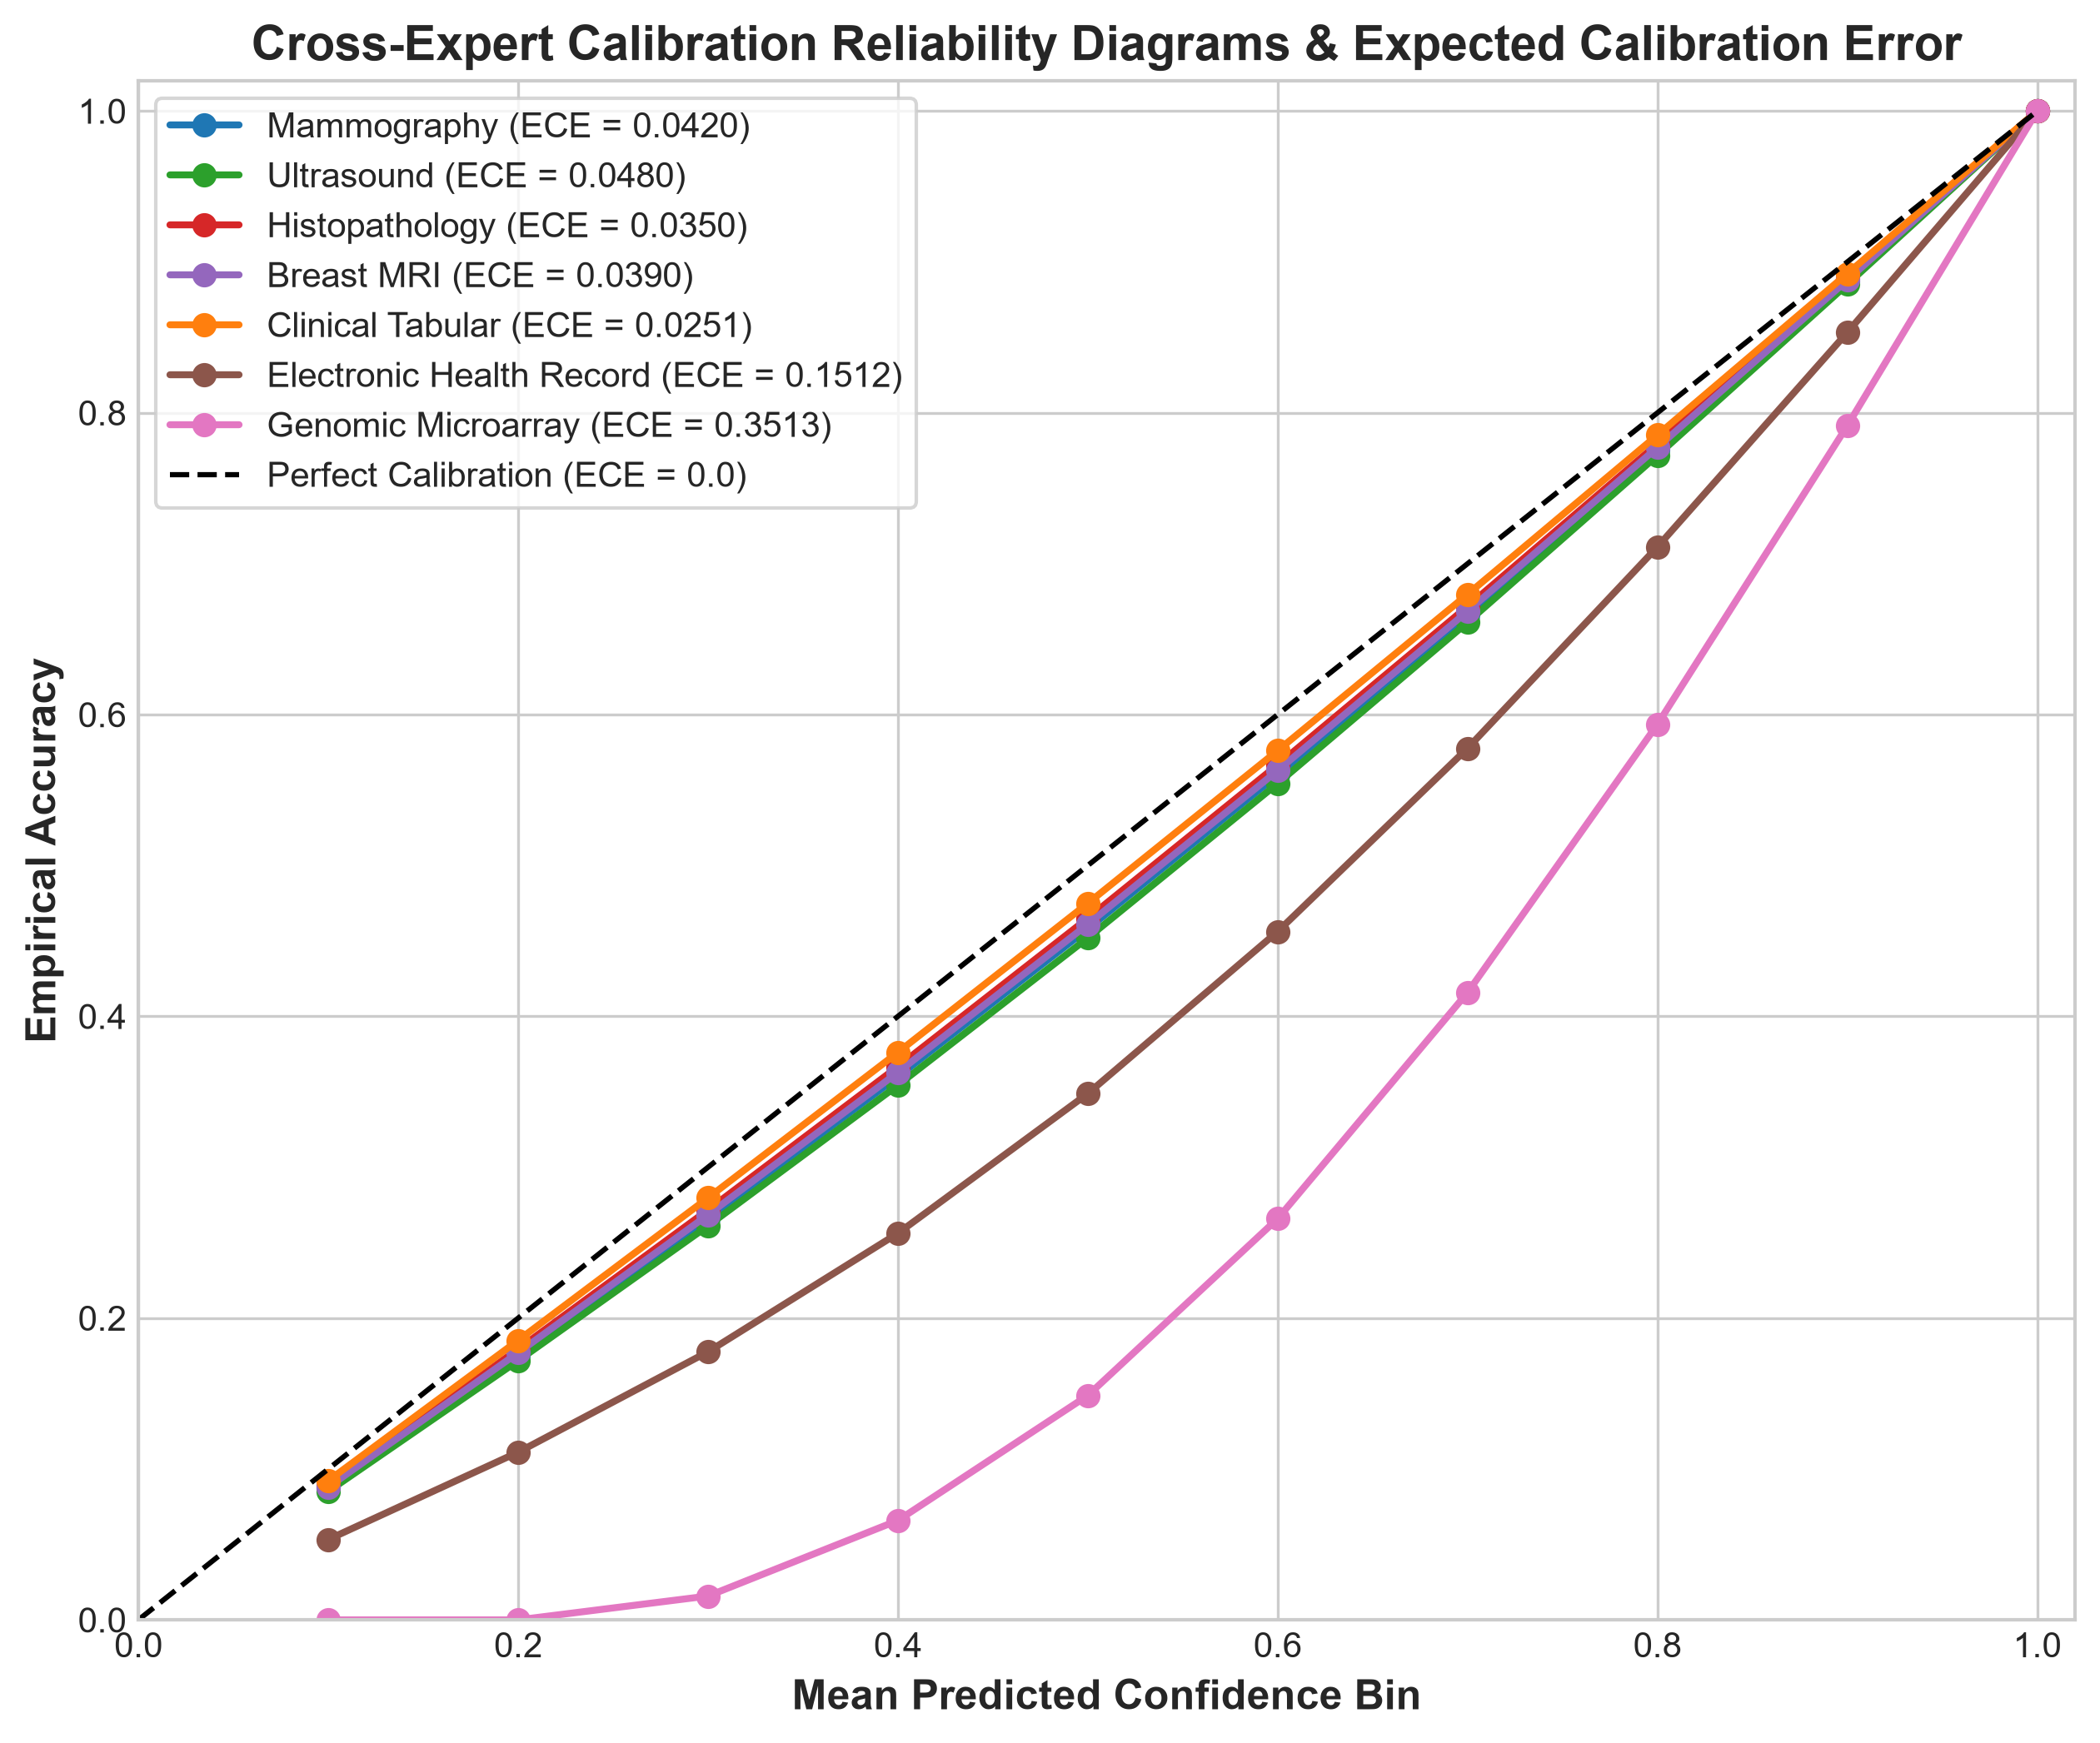 Cross-Expert Calibration Reliability Diagrams & Expected Calibration Error
Mammography (ECE = 0.0420)
Ultrasound (ECE = 0.0480)
Histopathology (ECE = 0.0350)
Breast MRI (ECE = 0.0390)
Clinical Tabular (ECE = 0.0251)
Electronic Health Record (ECE = 0.1512)
Genomic Microarray (ECE = 0.3513)
Perfect Calibration (ECE = 0.0)
1.0
0.8
0.6
0.4
0.2
0.0
Empirical Accuracy
0.0 0.2 0.4 0.6 0.8 1.0
Mean Predicted Confidence Bin